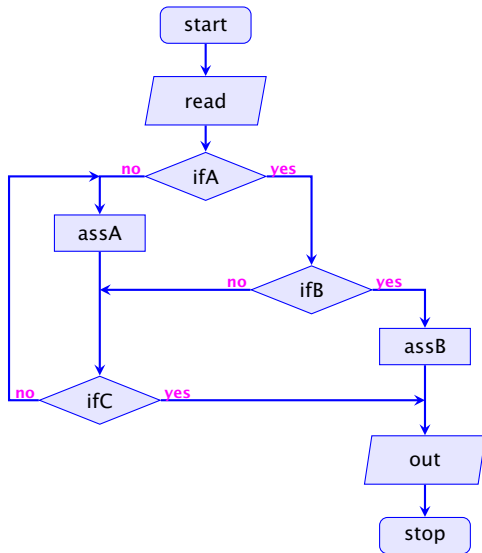 start
read
no
ifA
yes
assA
no
ifB
yes
assB
no
ifC
yes
out
stop